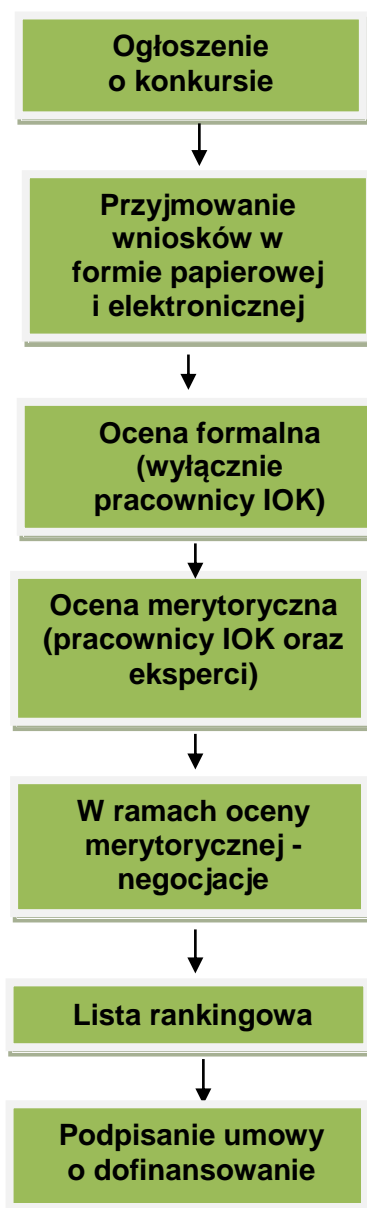 Ogłoszenie
o konkursie
Przyjmowanie
wniosków w
formie papierowej
i elektronicznej
Ocena formalna
(wyłącznie
pracownicy IOK)
Ocena merytoryczna
(pracownicy IOK oraz
eksperci)
W ramach oceny
merytorycznej -
negocjacje
Lista rankingowa
Podpisanie umowy
o dofinansowanie